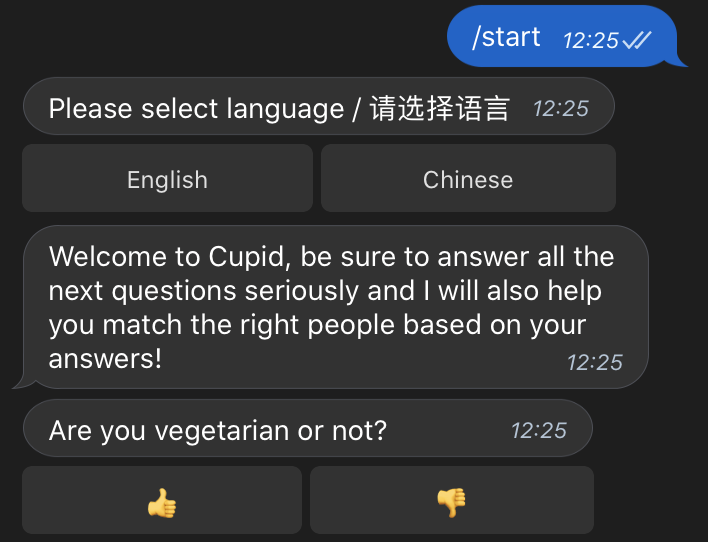 /start 12:25
Please select language / 请选择语言 12:25
English Chinese
Welcome to Cupid, be sure to answer all the
next questions seriously and I will also help
you match the right people based on your
answers! 12:25
Are you vegetarian or not? 12:25
👍 👎